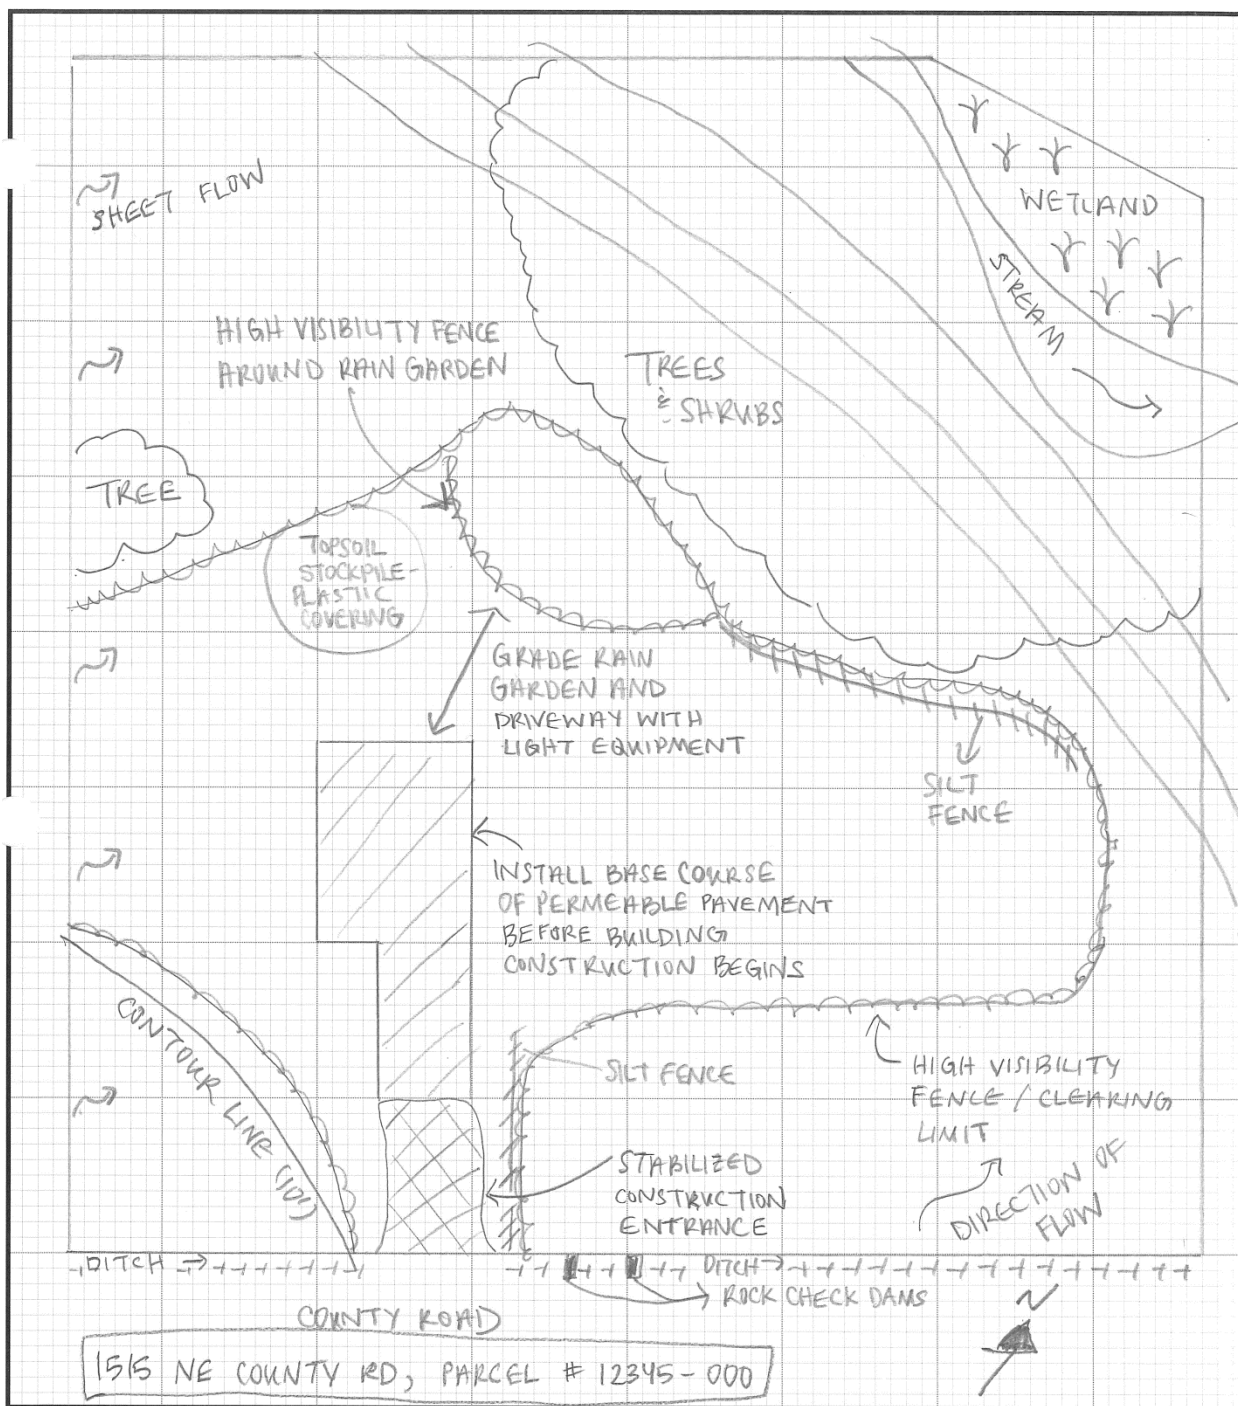 SHEET FLOW
WETLAND
STREAM
HIGH VISIBILITY FENCE
AROUND RAIN GARDEN
TREES
& SHRUBS
TREE
TOPSOIL
STOCKPILE-
PLASTIC
COVERING
GRADE RAIN
GARDEN AND
DRIVEWAY WITH
LIGHT EQUIPMENT
SILT
FENCE
INSTALL BASE COURSE
OF PERMEABLE PAVEMENT
BEFORE BUILDING
CONSTRUCTION BEGINS
CONTOUR LINE (10')
SILT FENCE
HIGH VISIBILITY
FENCE / CLEARING
LIMIT
STABILIZED
CONSTRUCTION
ENTRANCE
DIRECTION OF
FLOW
DITCH
DITCH
ROCK CHECK DAMS
COUNTY ROAD
N
1515 NE COUNTY RD, PARCEL # 12345-000